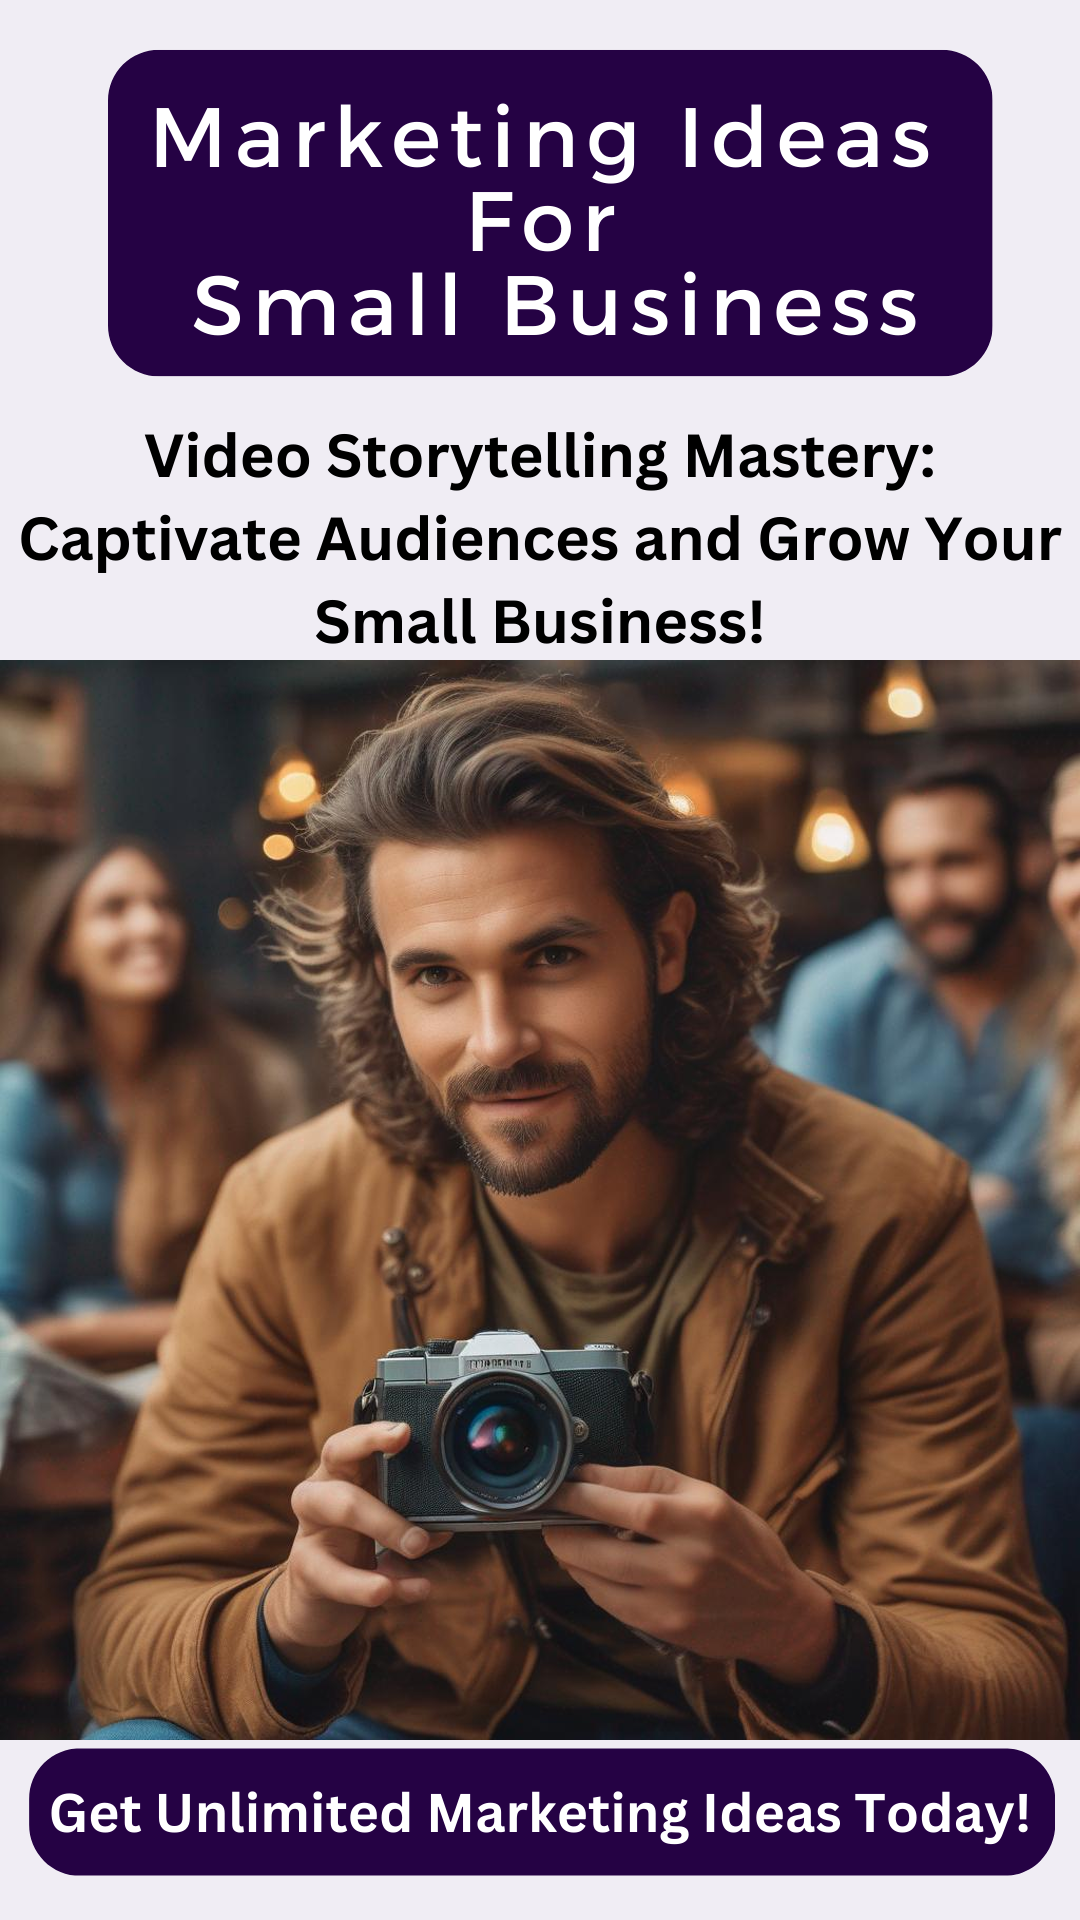 Marketing Ideas
For
Small Business
Video Storytelling Mastery:
Captivate Audiences and Grow Your
Small Business!
Get Unlimited Marketing Ideas Today!